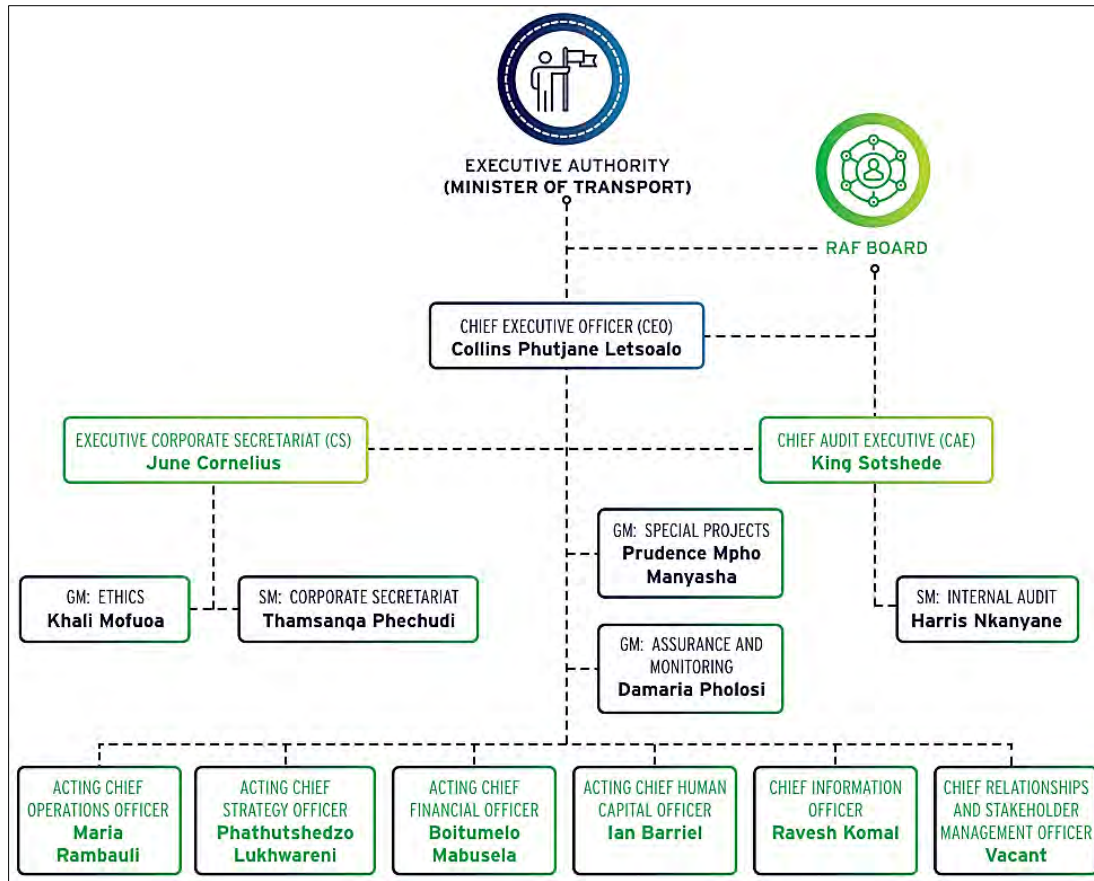 EXECUTIVE AUTHORITY
(MINISTER OF TRANSPORT)
RAF BOARD
CHIEF EXECUTIVE OFFICER (CEO)
Collins Phutjane Letsoalo
EXECUTIVE CORPORATE SECRETARIAT (CS)
June Cornelius
CHIEF AUDIT EXECUTIVE (CAE)
King Sotshede
GM: SPECIAL PROJECTS
Prudence Mpho
Manyasha
GM: ETHICS
Khali Mofuoa
SM: CORPORATE SECRETARIAT
Thamsanqa Phechudi
SM: INTERNAL AUDIT
Harris Nkanyane
GM: ASSURANCE AND
MONITORING
Damaria Pholosi
ACTING CHIEF
OPERATIONS OFFICER
Maria
Rambauli
ACTING CHIEF
STRATEGY OFFICER
Phathutshedzo
Lukhwareni
ACTING CHIEF
FINANCIAL OFFICER
Boitumelo
Mabusela
ACTING CHIEF HUMAN
CAPITAL OFFICER
Ian Barriel
CHIEF INFORMATION
OFFICER
Ravesh Komal
CHIEF RELATIONSHIPS
AND STAKEHOLDER
MANAGEMENT OFFICER
Vacant